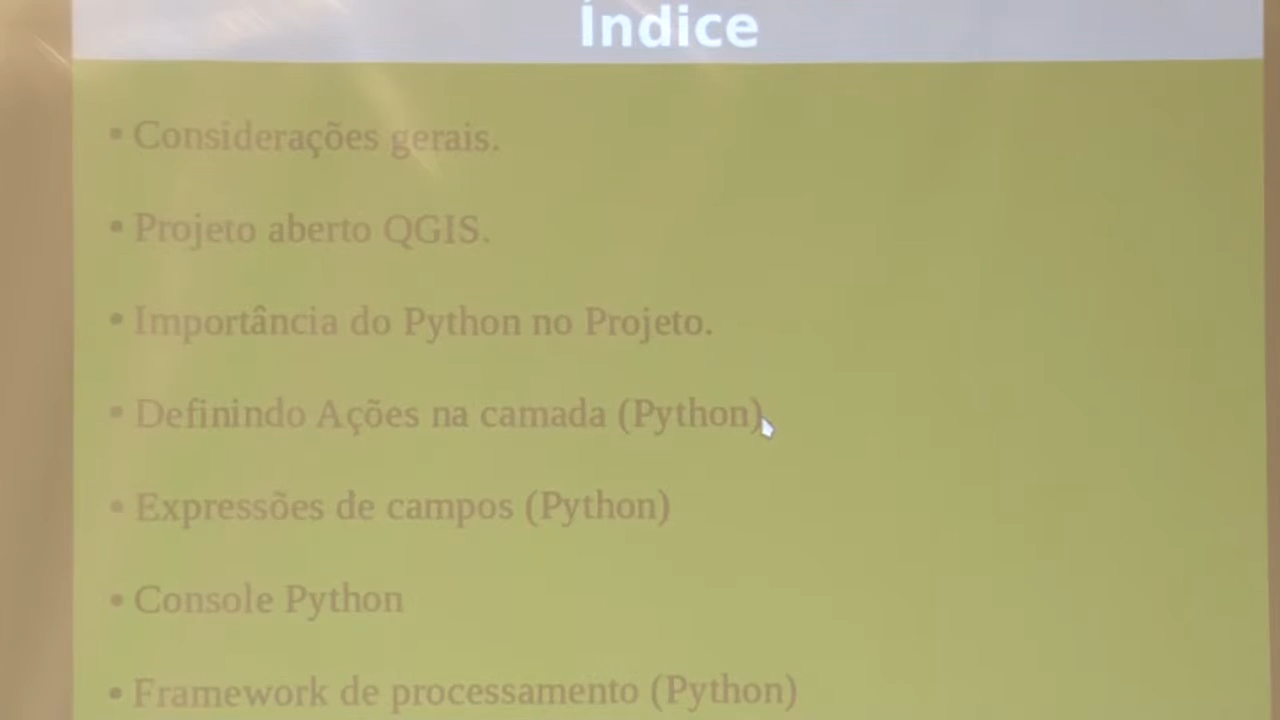 Índice
• Considerações gerais.
• Projeto aberto QGIS.
• Importância do Python no Projeto.
• Definindo Ações na camada (Python)
• Expressões de campos (Python)
• Console Python
• Framework de processamento (Python)